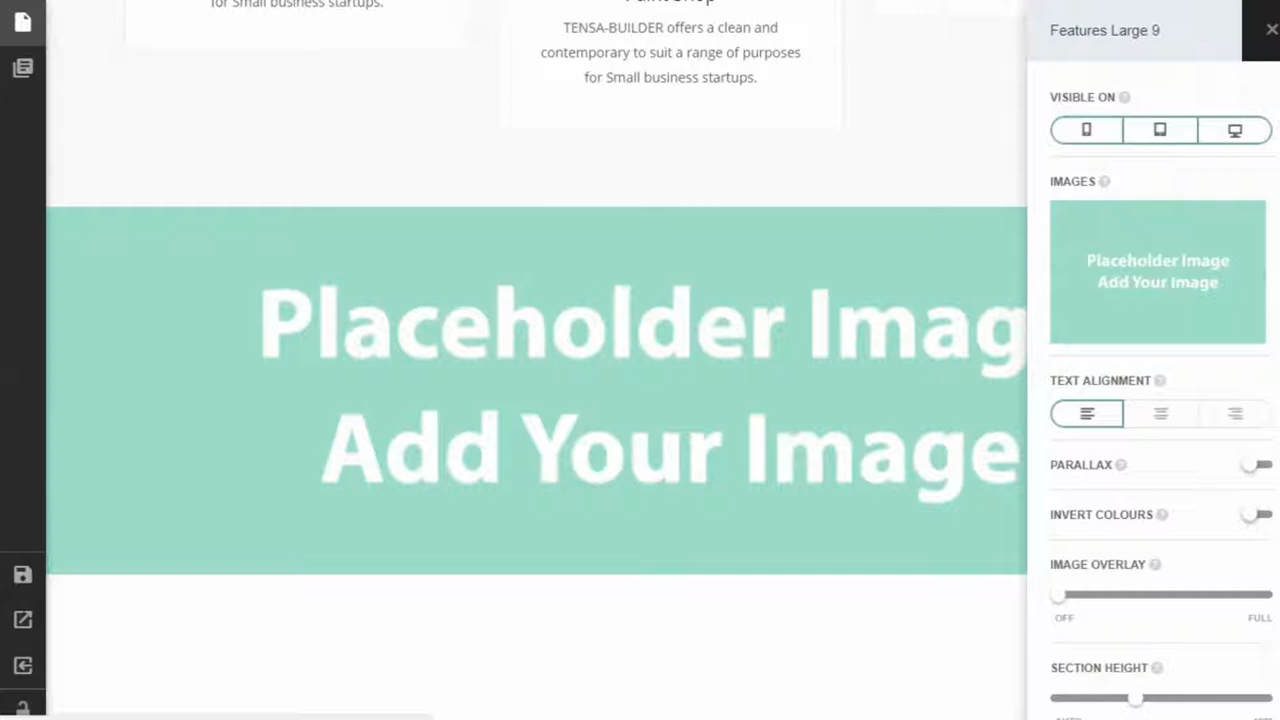 for Small business startups.
TENSA-BUILDER offers a clean and
contemporary to suit a range of purposes
for Small business startups.
Placeholder Imag
Add Your Image
Features Large 9
VISIBLE ON
IMAGES
Placeholder Image
Add Your Image
TEXT ALIGNMENT
PARALLAX
INVERT COLOURS
IMAGE OVERLAY
OFF FULL
SECTION HEIGHT